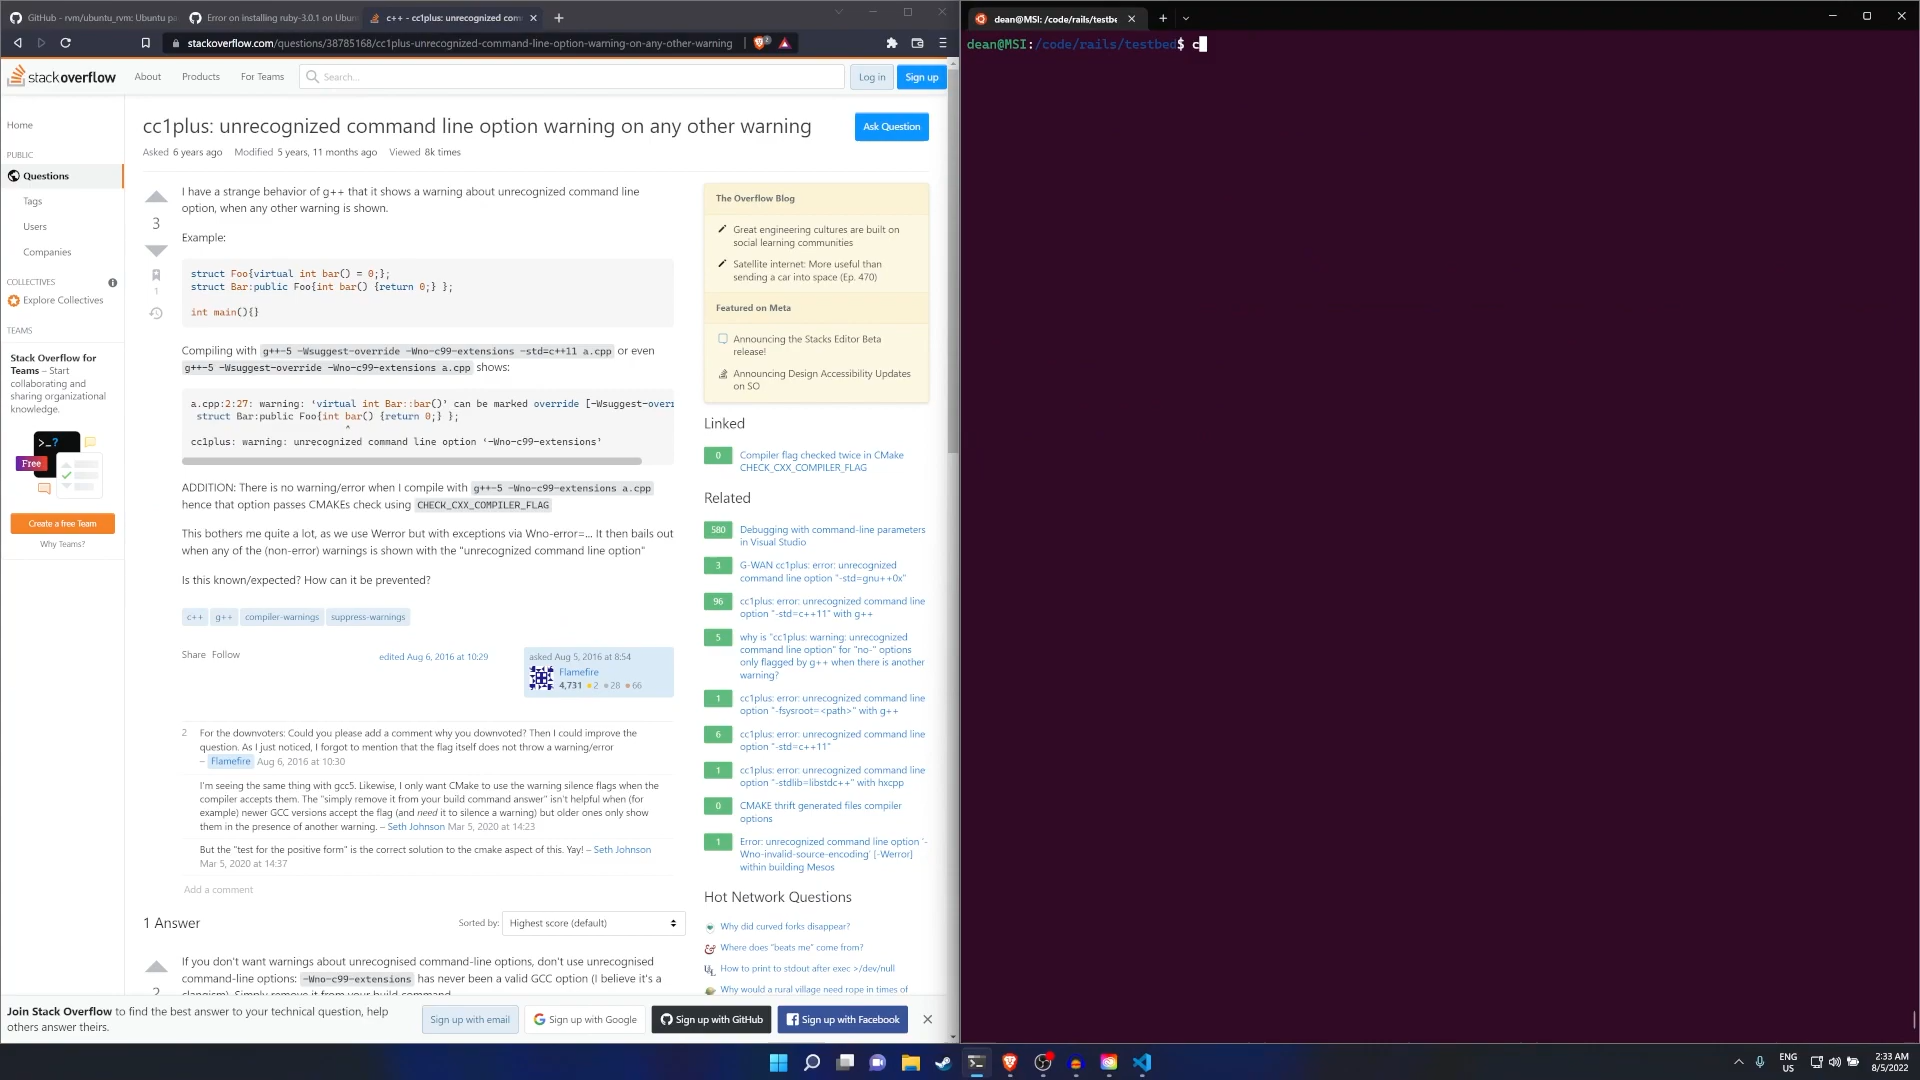 GitHub - rvm/ubuntu_rvm: Ubuntu pa
Error on installing ruby-3.0.1 on Ubun
c++ - cc1plus: unrecognized com
stackoverflow.com/questions/38785168/cc1plus-unrecognized-command-line-option-warning-on-any-other-warning
stackoverflow
About
Products
For Teams
Search...
Log in
Sign up
Home
PUBLIC
Questions
Tags
Users
Companies
COLLECTIVES
Explore Collectives
TEAMS
Stack Overflow for
Teams – Start
collaborating and
sharing organizational
knowledge.
>_?
Free
Create a free Team
Why Teams?
cc1plus: unrecognized command line option warning on any other warning
Ask Question
Asked 6 years ago Modified 5 years, 11 months ago Viewed 8k times
3
1
I have a strange behavior of g++ that it shows a warning about unrecognized command line
option, when any other warning is shown.
Example:
struct Foo{virtual int bar() = 0;};
struct Bar:public Foo{int bar() {return 0;} };
int main(){}
Compiling with g++-5 -Wsuggest-override -Wno-c99-extensions -std=c++11 a.cpp or even
g++-5 -Wsuggest-override -Wno-c99-extensions a.cpp shows:
a.cpp:2:27: warning: ‘virtual int Bar::bar()’ can be marked override [-Wsuggest-overr
struct Bar:public Foo{int bar() {return 0;} };
^
cc1plus: warning: unrecognized command line option ‘-Wno-c99-extensions’
ADDITION: There is no warning/error when I compile with g++-5 -Wno-c99-extensions a.cpp
hence that option passes CMAKEs check using CHECK_CXX_COMPILER_FLAG
This bothers me quite a lot, as we use Werror but with exceptions via Wno-error=... It then bails out
when any of the (non-error) warnings is shown with the "unrecognized command line option"
Is this known/expected? How can it be prevented?
c++ g++ compiler-warnings suppress-warnings
Share Follow
edited Aug 6, 2016 at 10:29
asked Aug 5, 2016 at 8:54
Flamefire
4,731 2 28 66
2 For the downvoters: Could you please add a comment why you downvoted? Then I could improve the
question. As I just noticed, I forgot to mention that the flag itself does not throw a warning/error
– Flamefire Aug 6, 2016 at 10:30
I'm seeing the same thing with gcc5. Likewise, I only want CMake to use the warning silence flags when the
compiler accepts them. The "simply remove it from your build command answer" isn't helpful when (for
example) newer GCC versions accept the flag (and need it to silence a warning) but older ones only show
them in the presence of another warning. – Seth Johnson Mar 5, 2020 at 14:23
But the "test for the positive form" is the correct solution to the cmake aspect of this. Yay! – Seth Johnson
Mar 5, 2020 at 14:37
Add a comment
1 Answer
Sorted by: Highest score (default)
2
If you don't want warnings about unrecognised command-line options, don't use unrecognised
command-line options: -Wno-c99-extensions has never been a valid GCC option (I believe it's a
clangism). Simply remove it from your build command.
The Overflow Blog
Great engineering cultures are built on
social learning communities
Satellite internet: More useful than
sending a car into space (Ep. 470)
Featured on Meta
Announcing the Stacks Editor Beta
release!
Announcing Design Accessibility Updates
on SO
Linked
0 Compiler flag checked twice in CMake
CHECK_CXX_COMPILER_FLAG
Related
580 Debugging with command-line parameters
in Visual Studio
3 G-WAN cc1plus: error: unrecognized
command line option "-std=gnu++0x"
96 cc1plus: error: unrecognized command line
option "-std=c++11" with g++
5 why is "cc1plus: warning: unrecognized
command line option" for "no-" options
only flagged by g++ when there is another
warning?
1 cc1plus: error: unrecognized command line
option "-fsysroot=<path>" with g++
6 cc1plus: error: unrecognized command line
option "-std=c++11"
1 cc1plus: error: unrecognized command line
option "-stdlib=libstdc++" with hxcpp
0 CMAKE thrift generated files compiler
options
1 Error: unrecognized command line option ‘-
Wno-invalid-source-encoding’ [-Werror]
within building Mesos
Hot Network Questions
Why did curved forks disappear?
Where does "beats me" come from?
How to print to stdout after exec >/dev/null
Why would a rural village need rope in times of
Join Stack Overflow to find the best answer to your technical question, help
others answer theirs.
Sign up with email
Sign up with Google
Sign up with GitHub
Sign up with Facebook
dean@MSI: /code/rails/testbe
dean@MSI:/code/rails/testbed$ c
ENG
US
2:33 AM
8/5/2022